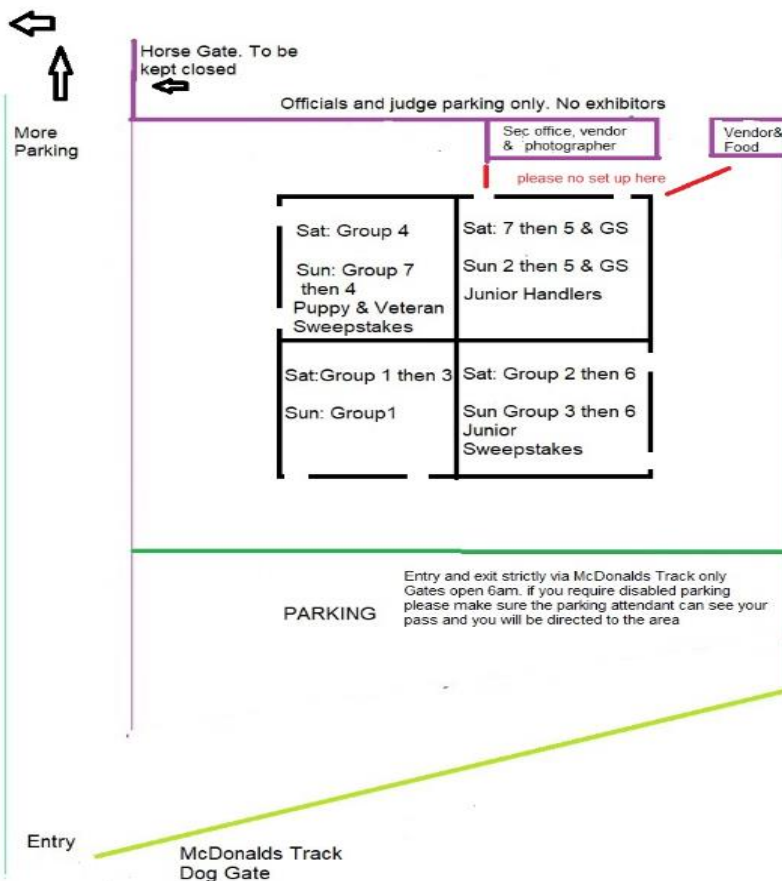 Horse Gate. To be
kept closed
Officials and judge parking only. No exhibitors
More
Parking
Sec office, vendor
& photographer
Vendor&
Food
please no set up here
Sat: Group 4
Sun: Group 7
then 4
Puppy & Veteran
Sweepstakes
Sat: 7 then 5 & GS
Sun 2 then 5 & GS
Junior Handlers
Sat:Group 1 then 3
Sun: Group1
Sat: Group 2 then 6
Sun Group 3 then 6
Junior
Sweepstakes
PARKING
Entry and exit strictly via McDonalds Track only
Gates open 6am. if you require disabled parking
please make sure the parking attendant can see your
pass and you will be directed to the area
Entry
McDonalds Track
Dog Gate